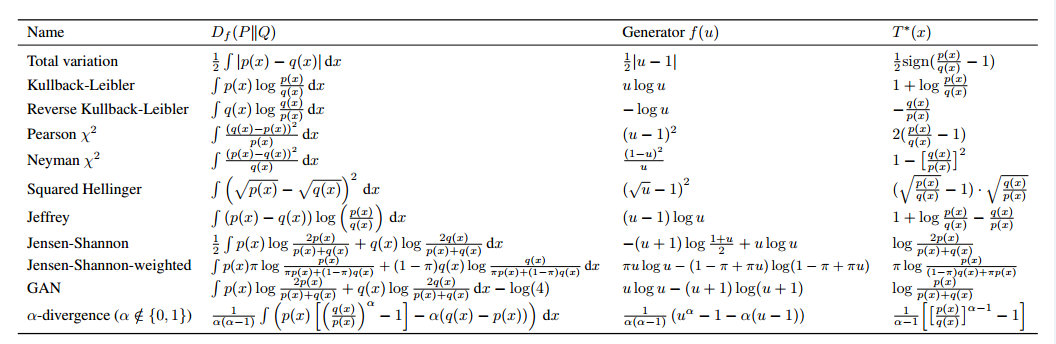 Name D_f(P‖Q) Generator f(u) T*(x)
Total variation ½ ∫ |p(x) − q(x)| dx ½|u − 1| ½sign(p(x)/q(x) − 1)
Kullback-Leibler ∫ p(x) log p(x)/q(x) dx u log u 1 + log p(x)/q(x)
Reverse Kullback-Leibler ∫ q(x) log q(x)/p(x) dx − log u −q(x)/p(x)
Pearson χ² ∫ (q(x)−p(x))²/p(x) dx (u − 1)² 2(p(x)/q(x) − 1)
Neyman χ² ∫ (p(x)−q(x))²/q(x) dx (1−u)²/u 1 − [q(x)/p(x)]²
Squared Hellinger ∫ (√p(x) − √q(x))² dx (√u − 1)² (√(p(x)/q(x)) − 1) · √(q(x)/p(x))
Jeffrey ∫ (p(x) − q(x)) log (p(x)/q(x)) dx (u − 1) log u 1 + log p(x)/q(x) − q(x)/p(x)
Jensen-Shannon ½ ∫ p(x) log 2p(x)/(p(x)+q(x)) + q(x) log 2q(x)/(p(x)+q(x)) dx −(u + 1) log (1+u)/2 + u log u log 2p(x)/(p(x)+q(x))
Jensen-Shannon-weighted ∫ p(x)π log p(x)/(πp(x)+(1−π)q(x)) + (1 − π)q(x) log q(x)/(πp(x)+(1−π)q(x)) dx πu log u − (1 − π + πu) log(1 − π + πu) π log p(x)/((1−π)q(x)+πp(x))
GAN ∫ p(x) log 2p(x)/(p(x)+q(x)) + q(x) log 2q(x)/(p(x)+q(x)) dx − log(4) u log u − (u + 1) log(u + 1) log p(x)/(p(x)+q(x))
α-divergence (α ∉ {0, 1}) 1/(α(α−1)) ∫ (p(x) [(q(x)/p(x))^α − 1] − α(q(x) − p(x))) dx 1/(α(α−1)) (u^α − 1 − α(u − 1)) 1/(α−1) [[p(x)/q(x)]^(α−1) − 1]